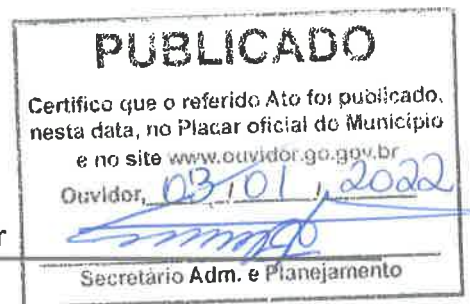 PUBLICADO
Certifico que o referido Ato foi publicado,
nesta data, no Placar oficial do Município
e no site www.ouvidor.go.gov.br
Ouvidor, 03 / 01 / 2022
r
Secretário Adm. e Planejamento